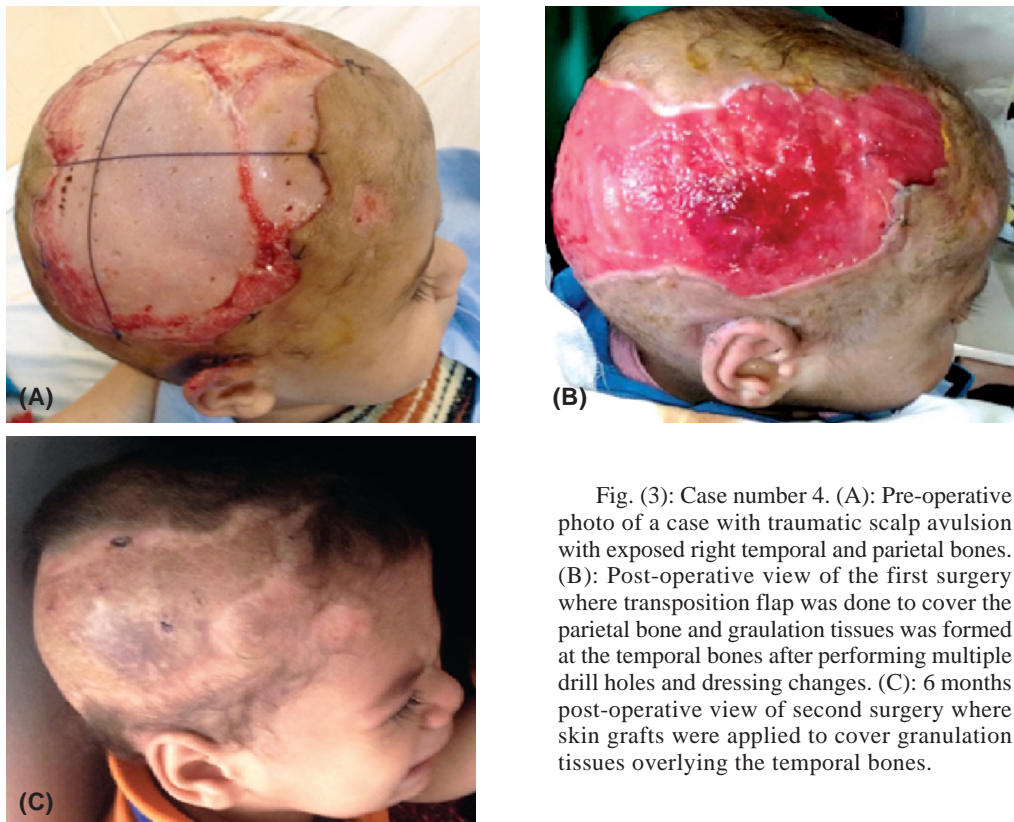 (A)
(B)
(C)
Fig. (3): Case number 4. (A): Pre-operative
photo of a case with traumatic scalp avulsion
with exposed right temporal and parietal bones.
(B): Post-operative view of the first surgery
where transposition flap was done to cover the
parietal bone and graulation tissues was formed
at the temporal bones after performing multiple
drill holes and dressing changes. (C): 6 months
post-operative view of second surgery where
skin grafts were applied to cover granulation
tissues overlying the temporal bones.